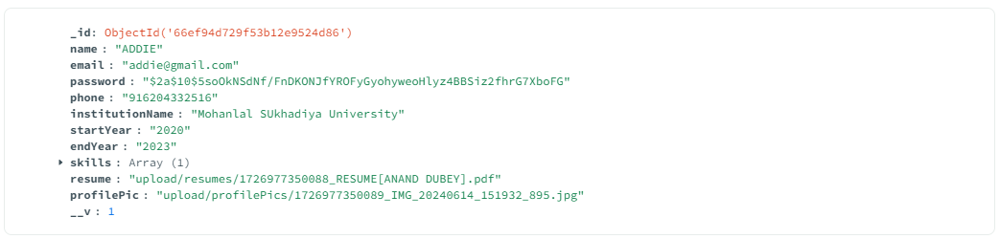 _id: ObjectId('66ef94d729f53b12e9524d86')
name : "ADDIE"
email : "addie@gmail.com"
password : "$2a$10$5soOkNSdNf/FnDKONJfYROFyGyohyweoHlyz4BBSiz2fhrG7XboFG"
phone : "916204332516"
institutionName : "Mohanlal SUkhadiya University"
startYear : "2020"
endYear : "2023"
skills : Array (1)
resume : "upload/resumes/1726977350088_RESUME[ANAND DUBEY].pdf"
profilePic : "upload/profilePics/1726977350089_IMG_20240614_151932_895.jpg"
__v : 1